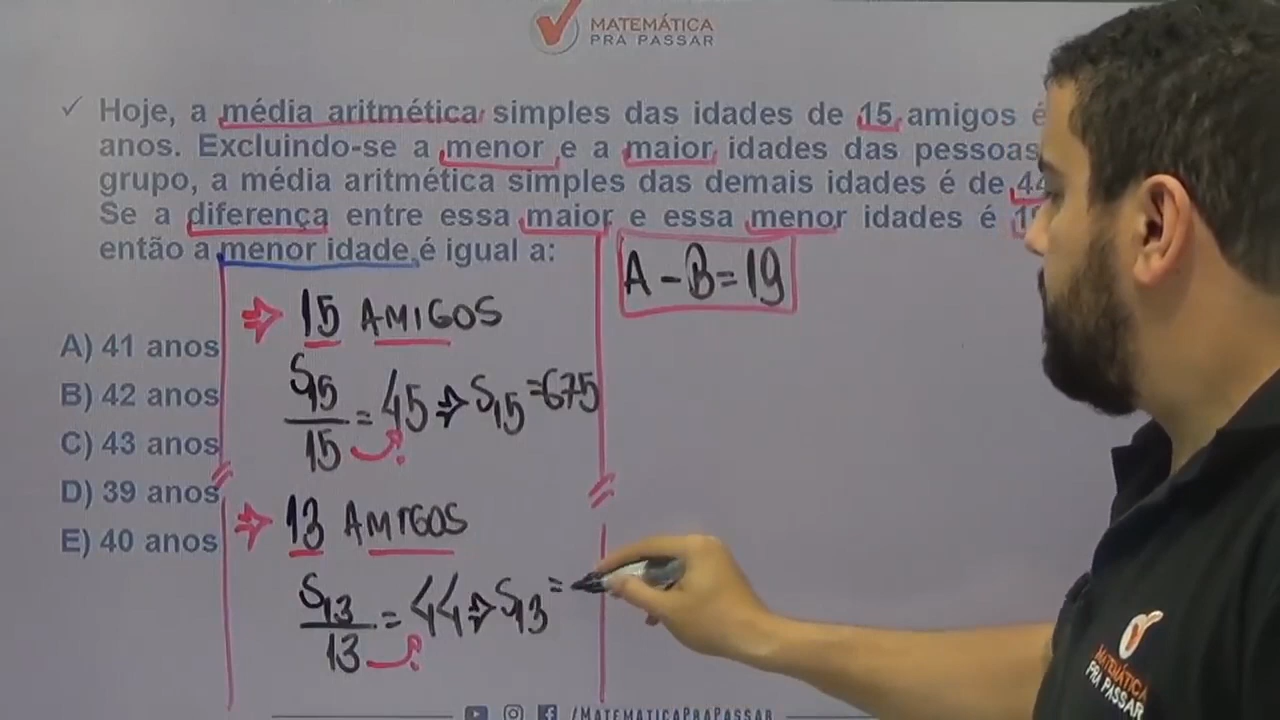 MATEMÁTICA
PRA PASSAR
✓ Hoje, a média aritmética simples das idades de 15 amigos é
anos. Excluindo-se a menor e a maior idades das pessoas
grupo, a média aritmética simples das demais idades é de 44
Se a diferença entre essa maior e essa menor idades é 19
então a menor idade é igual a:
A - B = 19
⇒ 15 AMIGOS
A) 41 anos
B) 42 anos
C) 43 anos
D) 39 anos
E) 40 anos
S15/15 = 45 ⇒ S15 = 675
⇒ 13 AMIGOS
S13/13 = 44 ⇒ S13 =
MATEMÁTICA
PRA PASSAR
/MATEMATICAPRAPASSAR